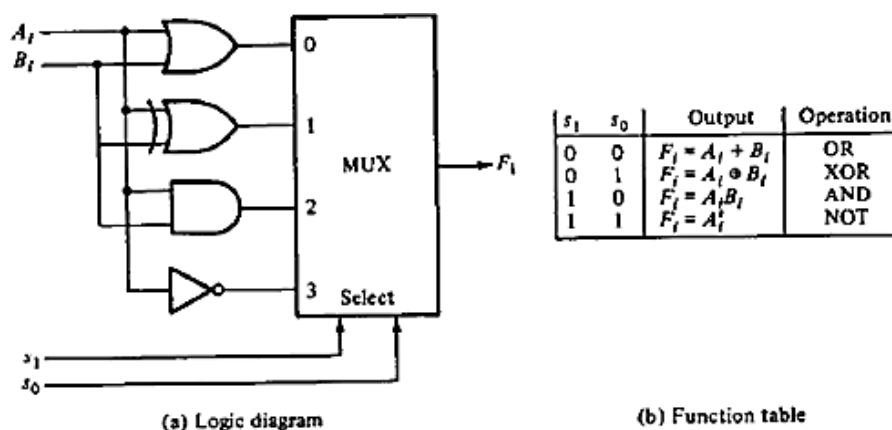 A_i
B_i
0
1
2
3
MUX
Select
F_i
s_1
s_0
(a) Logic diagram
s_1 s_0 Output Operation
0 0 F_i = A_i + B_i OR
0 1 F_i = A_i ⊕ B_i XOR
1 0 F_i = A_iB_i AND
1 1 F_i = A_i' NOT
(b) Function table